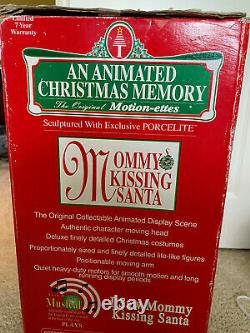 Limited
7-Year
Warranty
T
AN ANIMATED
CHRISTMAS MEMORY
The Original Motion-ettes
Sculptured With Exclusive PORCELITE™
MOMMY
KISSING
SANTA
The Original Collectable Animated Display Scene
Authentic character moving head
Deluxe finely detailed Christmas costumes
Proportionately sized and finely detailed life-like figures
Positionable moving arm
Quiet heavy-duty motors for smooth motion and long
running display periods
Musical
PLAYS:
Mommy
Kissing Santa